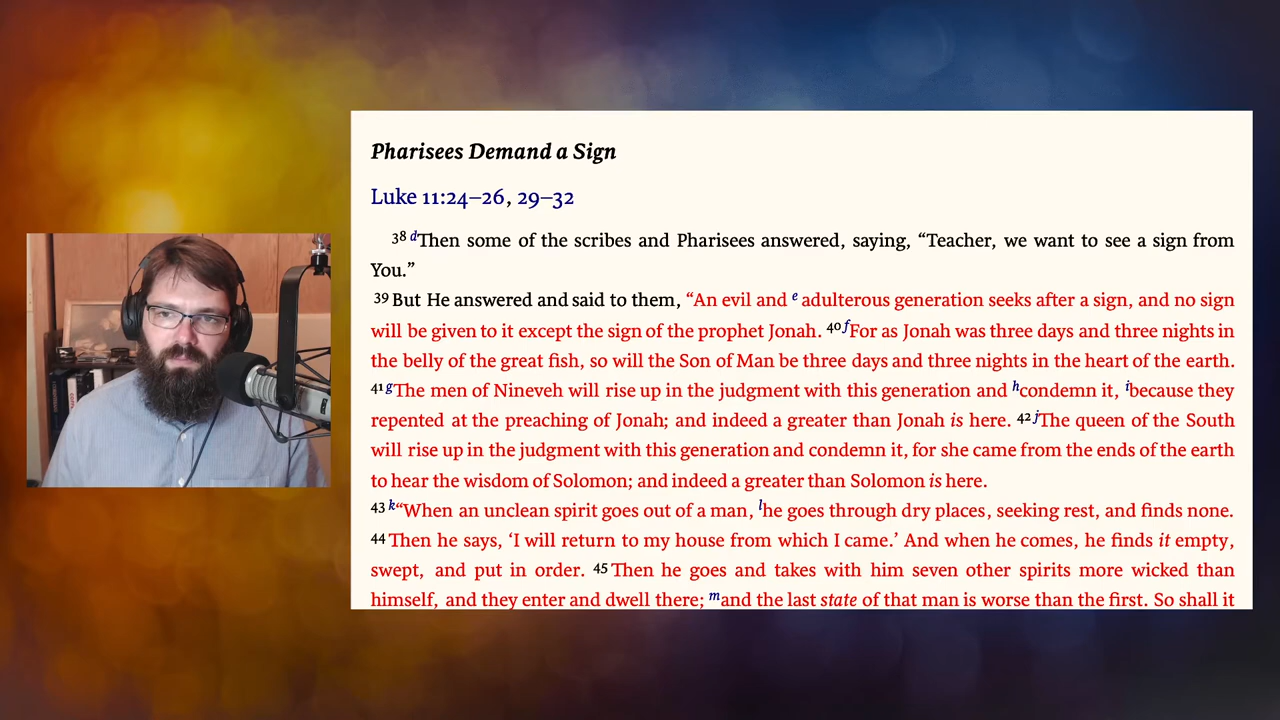 Pharisees Demand a Sign
Luke 11:24–26, 29–32
38 dThen some of the scribes and Pharisees answered, saying, “Teacher, we want to see a sign from
You.”
39 But He answered and said to them, “An evil and e adulterous generation seeks after a sign, and no sign
will be given to it except the sign of the prophet Jonah. 40 fFor as Jonah was three days and three nights in
the belly of the great fish, so will the Son of Man be three days and three nights in the heart of the earth.
41 gThe men of Nineveh will rise up in the judgment with this generation and hcondemn it, ibecause they
repented at the preaching of Jonah; and indeed a greater than Jonah is here. 42 jThe queen of the South
will rise up in the judgment with this generation and condemn it, for she came from the ends of the earth
to hear the wisdom of Solomon; and indeed a greater than Solomon is here.
43 k“When an unclean spirit goes out of a man, lhe goes through dry places, seeking rest, and finds none.
44 Then he says, ‘I will return to my house from which I came.’ And when he comes, he finds it empty,
swept, and put in order. 45 Then he goes and takes with him seven other spirits more wicked than
himself, and they enter and dwell there; mand the last state of that man is worse than the first. So shall it